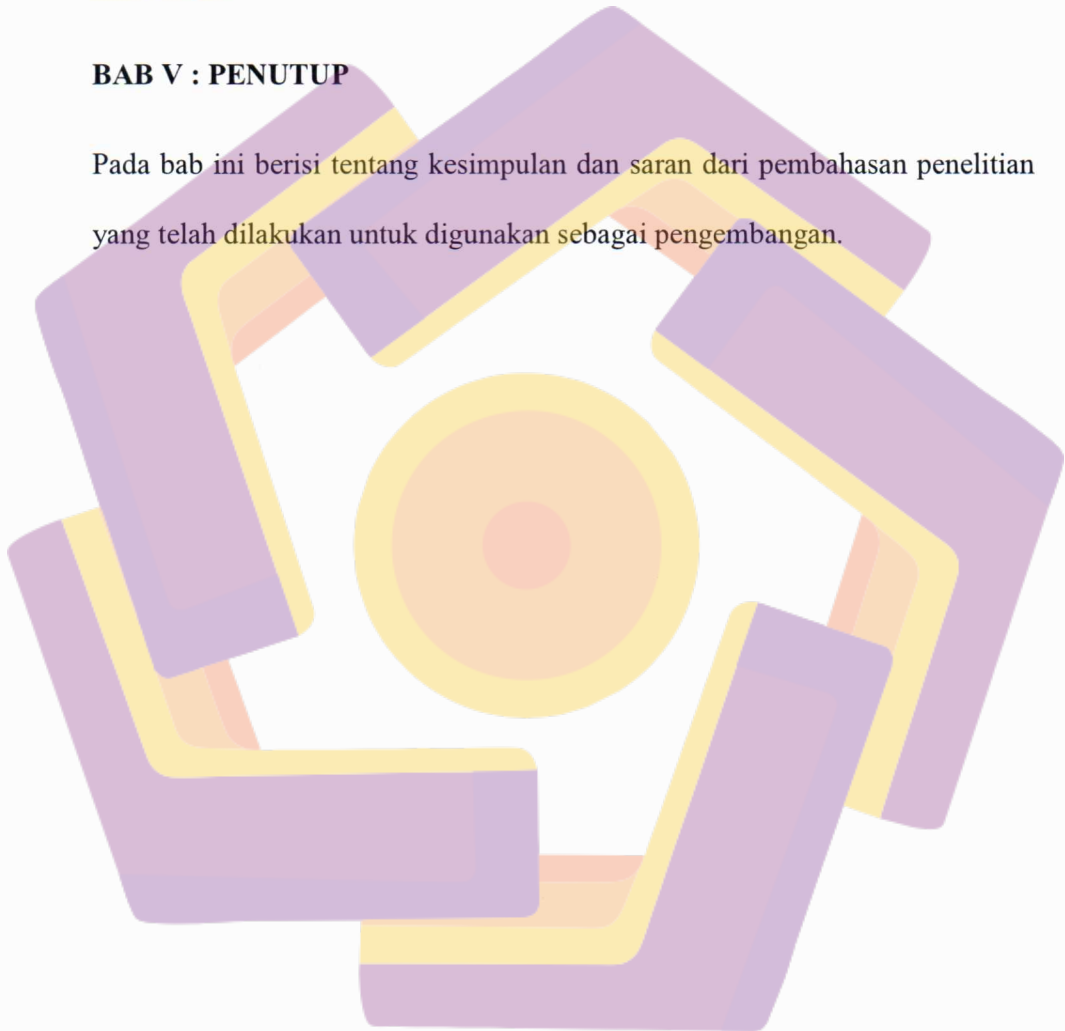 BAB V : PENUTUP
Pada bab ini berisi tentang kesimpulan dan saran dari pembahasan penelitian
yang telah dilakukan untuk digunakan sebagai pengembangan.